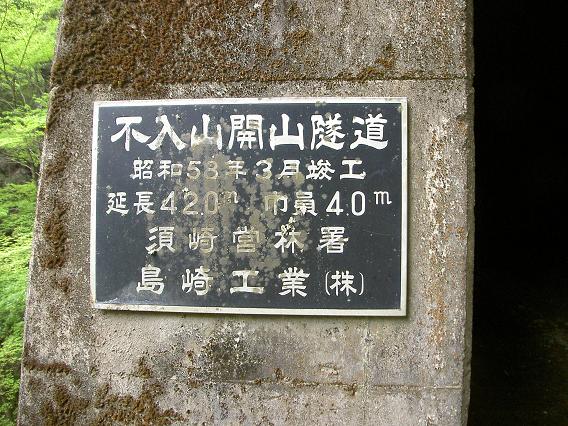 不入山開山隧道
昭和58年3月竣工
延長42.0m 巾員4.0m
須崎営林署
島崎工業(株)